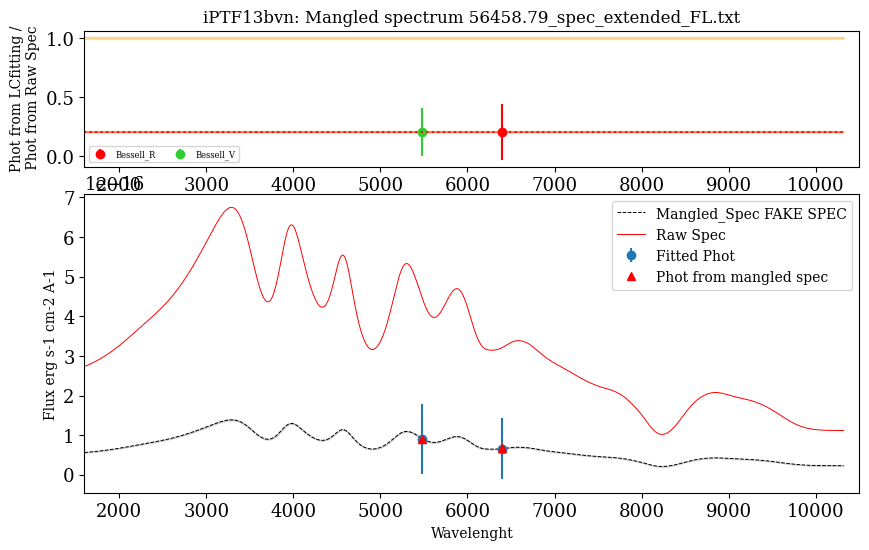 iPTF13bvn: Mangled spectrum 56458.79_spec_extended_FL.txt
Phot from LCfitting /
Phot from Raw Spec
1.0
0.5
0.0
Bessell_R
Bessell_V
2000 3000 4000 5000 6000 7000 8000 9000 10000
1e−16
7
6
5
4
3
2
1
0
Flux erg s-1 cm-2 A-1
Mangled_Spec FAKE SPEC
Raw Spec
Fitted Phot
Phot from mangled spec
2000 3000 4000 5000 6000 7000 8000 9000 10000
Wavelenght